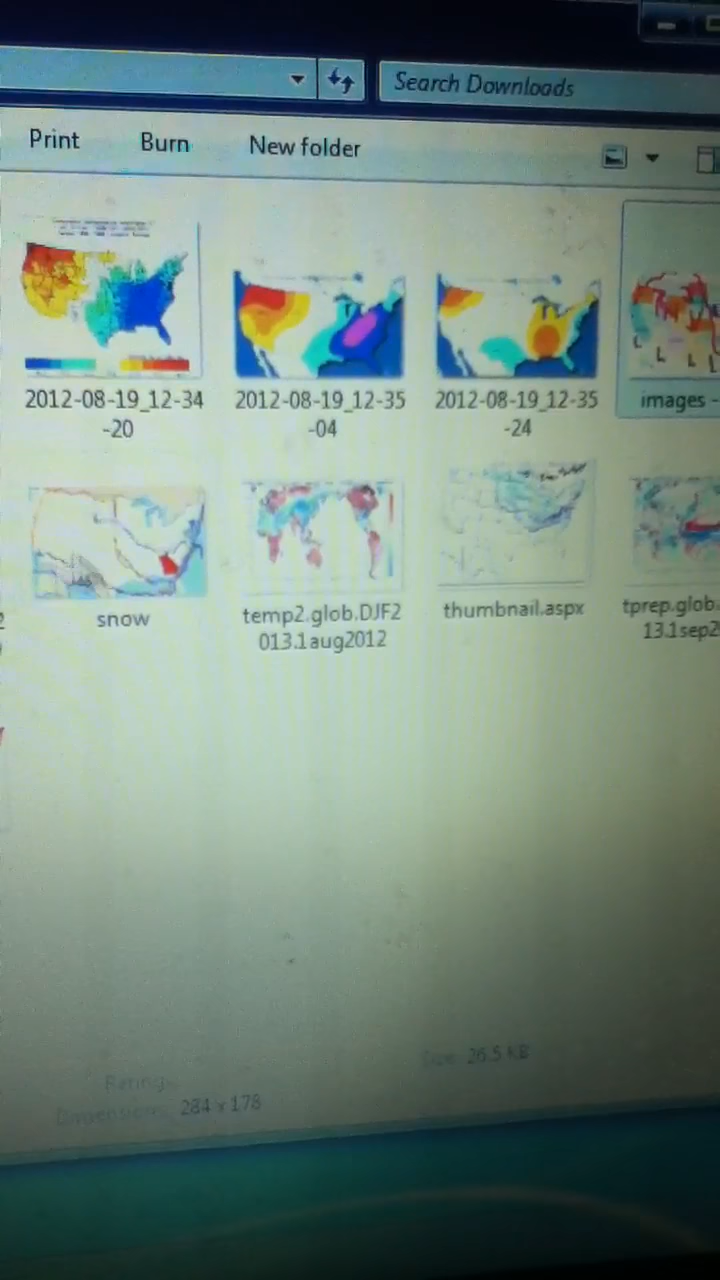 Search Downloads
Print Burn New folder
2012-08-19_12-34
-20
2012-08-19_12-35
-04
2012-08-19_12-35
-24
images -
snow
temp2.glob.DJF2
013.1aug2012
thumbnail.aspx
tprep.glob.
13.1sep2
Rating:
Size: 26.5 KB
Dimensions: 284 x 178